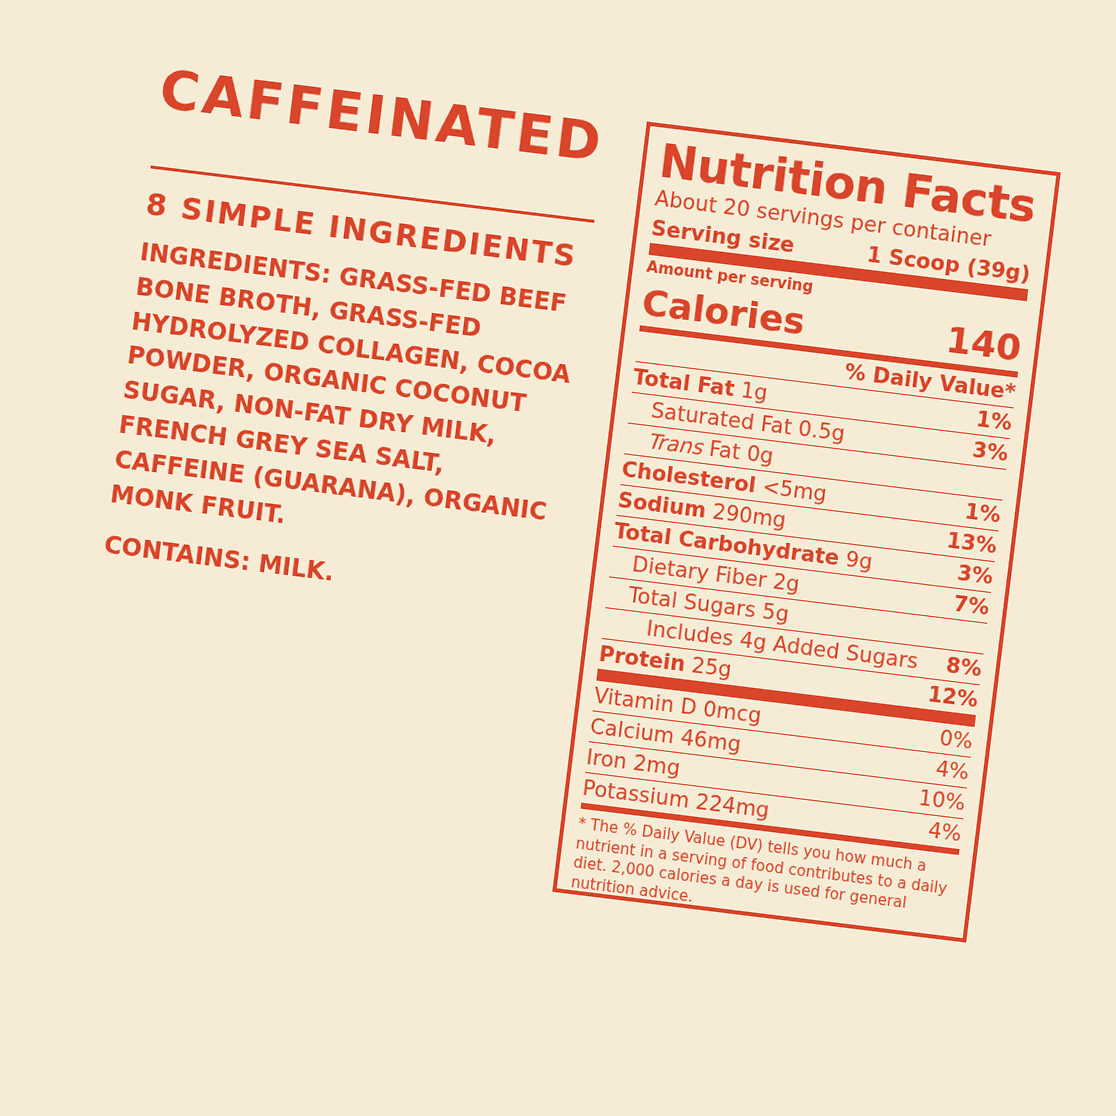 CAFFEINATED
8 SIMPLE INGREDIENTS
INGREDIENTS: GRASS-FED BEEF
BONE BROTH, GRASS-FED
HYDROLYZED COLLAGEN, COCOA
POWDER, ORGANIC COCONUT
SUGAR, NON-FAT DRY MILK,
FRENCH GREY SEA SALT,
CAFFEINE (GUARANA), ORGANIC
MONK FRUIT.
CONTAINS: MILK.
Nutrition Facts
About 20 servings per container
Serving size 1 Scoop (39g)
Amount per serving
Calories 140
% Daily Value*
Total Fat 1g 1%
Saturated Fat 0.5g 3%
Trans Fat 0g
Cholesterol <5mg 1%
Sodium 290mg 13%
Total Carbohydrate 9g 3%
Dietary Fiber 2g 7%
Total Sugars 5g
Includes 4g Added Sugars 8%
Protein 25g 12%
Vitamin D 0mcg 0%
Calcium 46mg 4%
Iron 2mg 10%
Potassium 224mg 4%
* The % Daily Value (DV) tells you how much a
nutrient in a serving of food contributes to a daily
diet. 2,000 calories a day is used for general
nutrition advice.